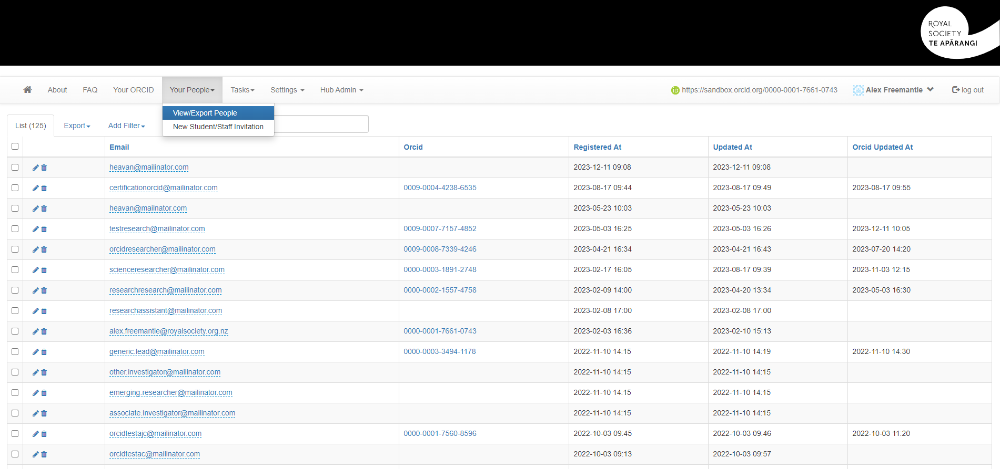 ROYAL
SOCIETY
TE APĀRANGI
About FAQ Your ORCID Your People Tasks Settings Hub Admin https://sandbox.orcid.org/0000-0001-7661-0743 Alex Freemantle log out
View/Export People
New Student/Staff Invitation
List (125) Export Add Filter
Email Orcid Registered At Updated At Orcid Updated At
heavan@mailinator.com 2023-12-11 09:08 2023-12-11 09:08
certificationorcid@mailinator.com 0009-0004-4238-6535 2023-08-17 09:44 2023-08-17 09:49 2023-08-17 09:55
heavan@mailnator.com 2023-05-23 10:03 2023-05-23 10:03
testresearch@mailinator.com 0009-0007-7157-4852 2023-05-03 16:25 2023-05-03 16:26 2023-12-11 10:05
orcidresearcher@mailinator.com 0009-0008-7339-4246 2023-04-21 16:34 2023-04-21 16:43 2023-07-20 14:20
scienceresearcher@mailinator.com 0000-0003-1891-2748 2023-02-17 16:05 2023-08-17 09:39 2023-11-03 12:15
researchresearch@mailinator.com 0000-0002-1557-4758 2023-02-09 14:00 2023-04-20 13:34 2023-05-03 16:30
researchassistant@mailinator.com 2023-02-08 17:00 2023-02-08 17:00
alex.freemantle@royalsociety.org.nz 0000-0001-7661-0743 2023-02-03 16:36 2023-02-10 15:13
generic.lead@mailinator.com 0000-0003-3494-1178 2022-11-10 14:15 2022-11-10 14:19 2022-11-10 14:30
other.investigator@mailinator.com 2022-11-10 14:15 2022-11-10 14:15
emerging.researcher@mailinator.com 2022-11-10 14:15 2022-11-10 14:15
associate.investigator@mailinator.com 2022-11-10 14:15 2022-11-10 14:15
orcidtestajc@mailinator.com 0000-0001-7560-8596 2022-10-03 09:45 2022-10-03 09:46 2022-10-03 11:20
orcidtestac@mailinator.com 2022-10-03 09:13 2022-10-03 09:57